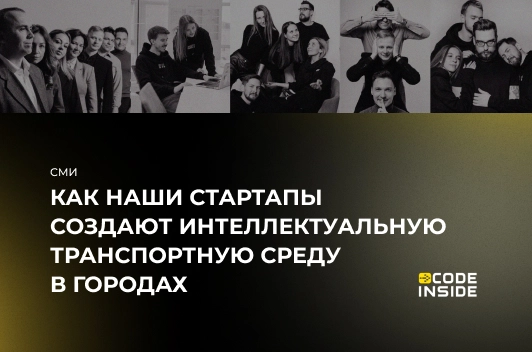 СМИ
КАК НАШИ СТАРТАПЫ
СОЗДАЮТ ИНТЕЛЛЕКТУАЛЬНУЮ
ТРАНСПОРТНУЮ СРЕДУ
В ГОРОДАХ
CODE
INSIDE